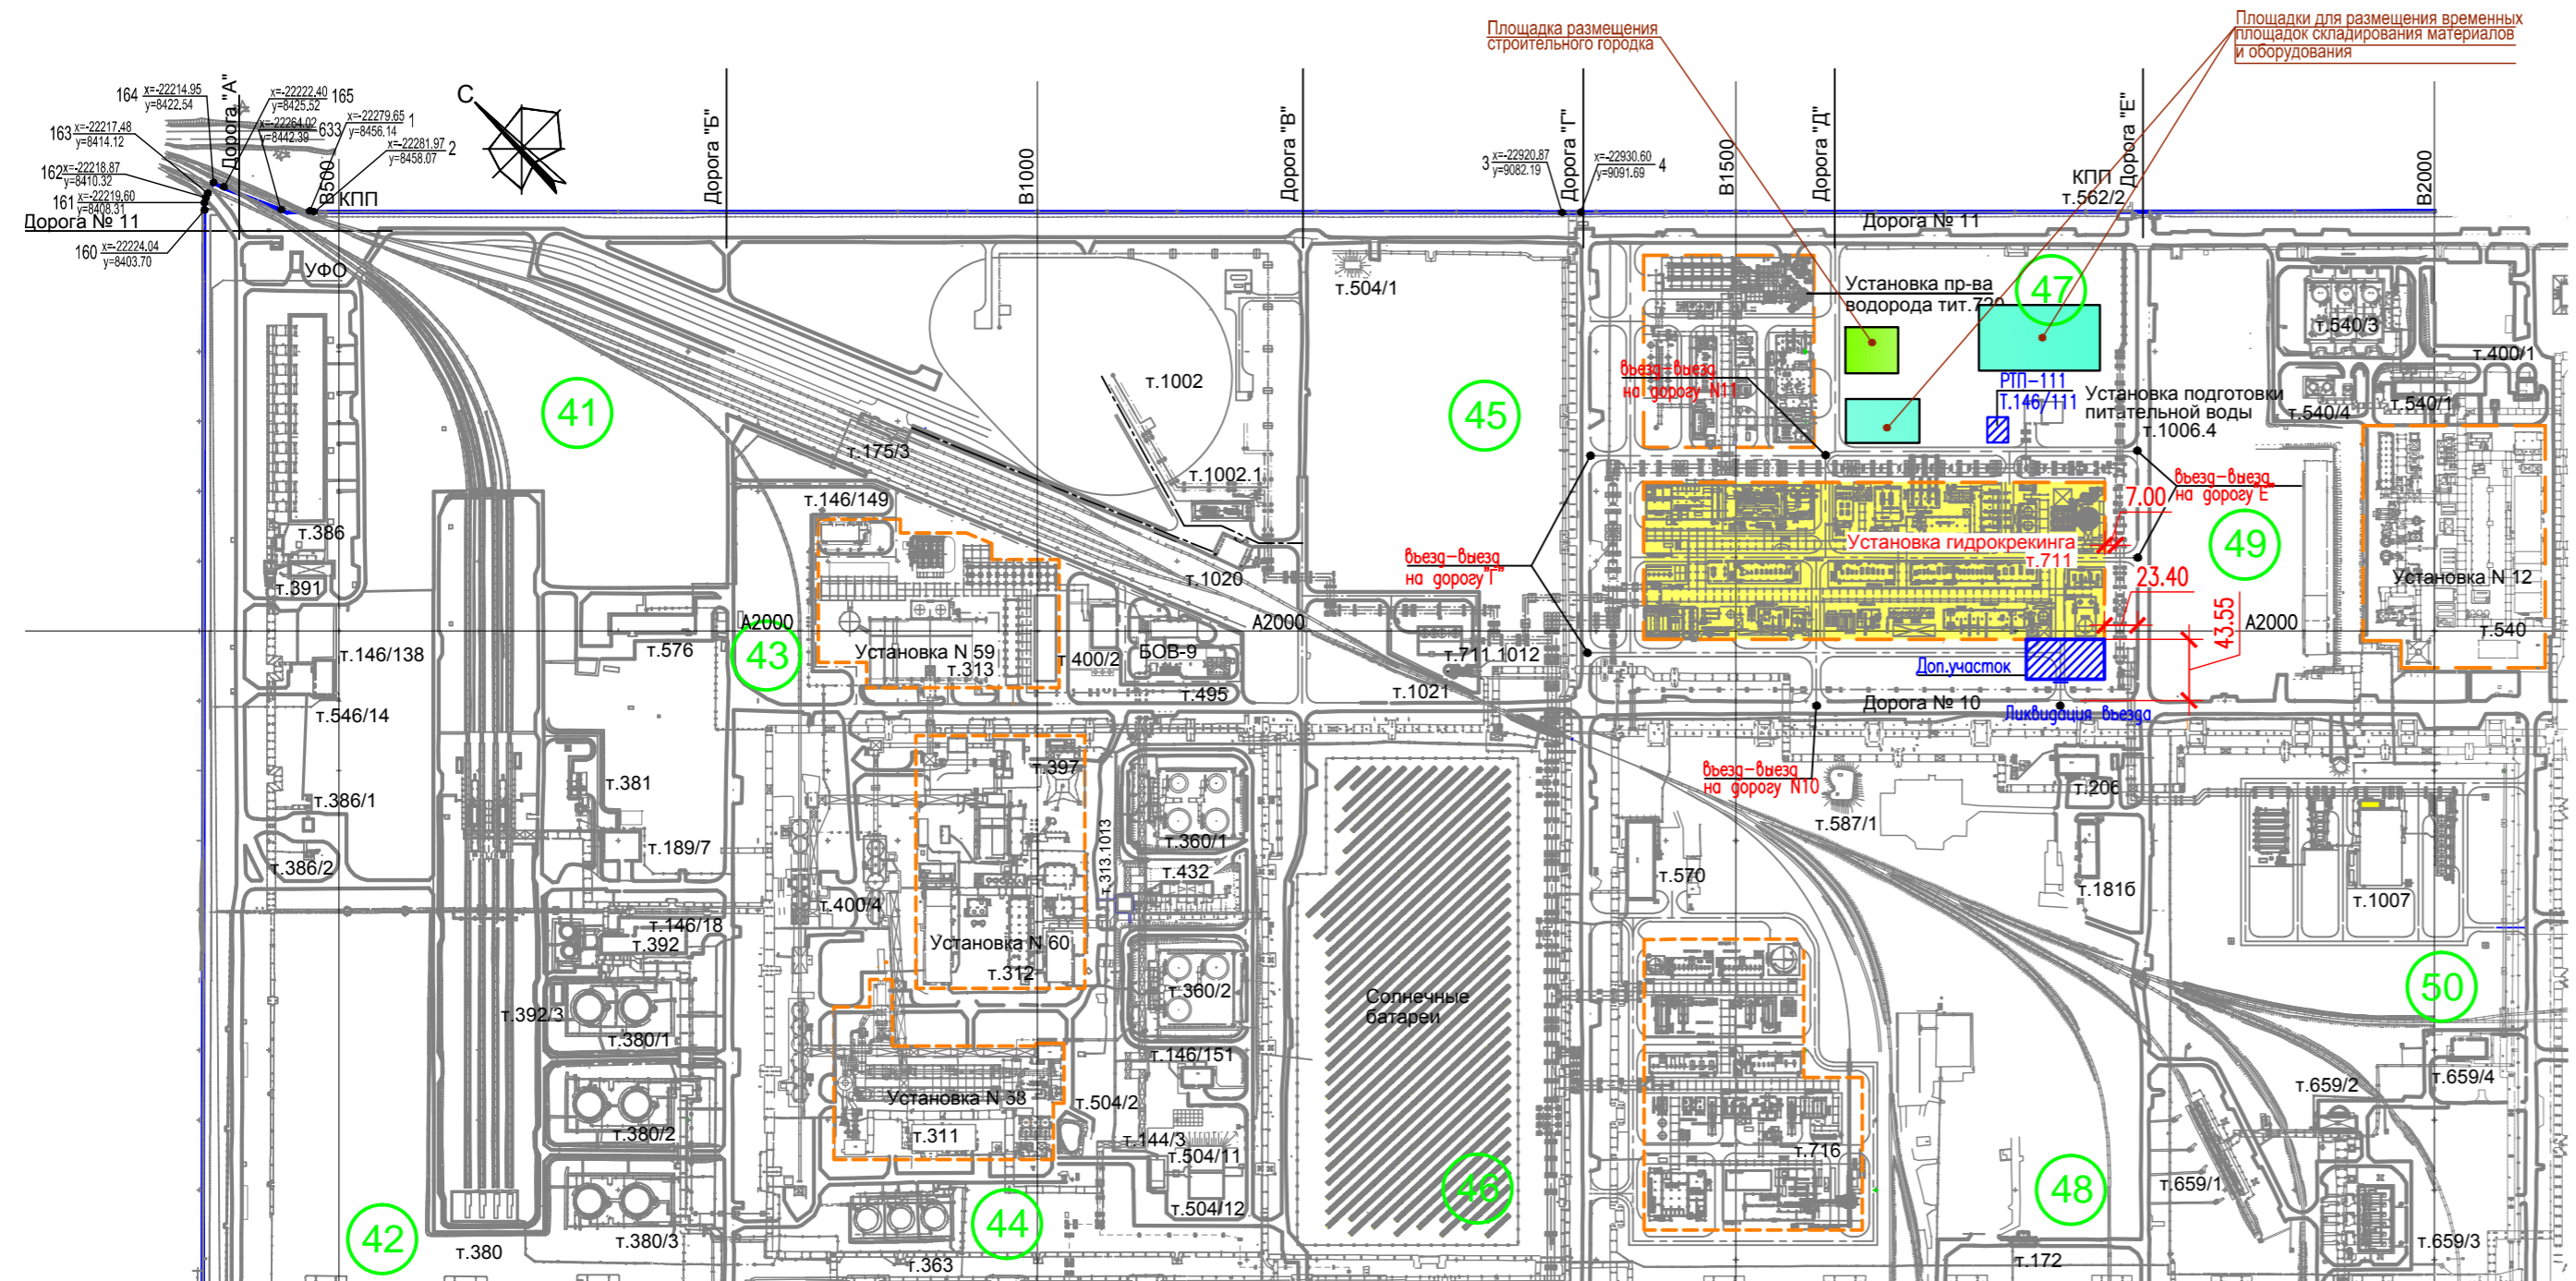 Площадка размещения
строительного городка
Площадки для размещения временных
площадок складирования материалов
и оборудования
164 x=-22214.95
y=8422.54
Дорога "А"
x=-22222.40 165
y=8425.52
163 x=-22217.48
y=8414.12
x=-22264.02 633
y=8442.39
x=-22279.65 1
y=8456.14
x=-22281.97 2
y=8458.07
162 x=-22218.87
y=8410.32
161 x=-22219.60
y=8408.31
160 x=-22224.04
y=8403.70
С
Дорога "Б"
В500
В1000
Дорога "В"
3 x=-22920.87
y=9082.19
Дорога "Г"
x=-22930.60 4
y=9091.69
В1500
Дорога "Д"
КПП
т.562/2
Дорога "Е"
В2000
КПП
Дорога № 11
Дорога № 11
УФО
т.504/1
Установка пр-ва
водорода тит.730
47
т.540/3
т.400/1
въезд-выезд
на дорогу N11
РТП-111
Т.146/111
Установка подготовки
питательной воды
т.1006.4
т.540/4
т.540/1
41
т.1002
45
т.175/3
т.1002.1
т.146/149
въезд-выезд
на дорогу"Е"
7.00
т.386
т.391
49
въезд-выезд
на дорогу"Г"
Установка гидрокрекинга
т.711
т.1020
23.40
Установка N 12
т.540
43.55
А2000
А2000
А2000
т.576
43
т.146/138
Установка N 59
т.313
т.400/2
БОВ-9
т.711.1012
т.495
т.1021
Доп.участок
Дорога № 10
Ликвидация въезда
т.546/14
т.397
въезд-выезд
на дорогу N10
т.381
т.206
т.386/1
т.587/1
т.189/7
т.313.1013
т.360/1
т.386/2
т.432
т.570
т.181б
т.1007
т.400/4
т.146/18
т.392
Установка N 60
т.312
т.360/2
Солнечные
батареи
50
т.392/3
т.380/1
т.146/151
т.659/4
т.659/2
Установка N 58
т.504/2
т.380/2
т.311
т.144/3
т.504/11
т.716
т.659/1
46
48
т.504/12
44
42
т.380
т.380/3
т.363
т.172
т.659/3